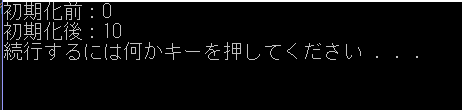 初期化前：0
初期化後：10
続行するには何かキーを押してください . . .